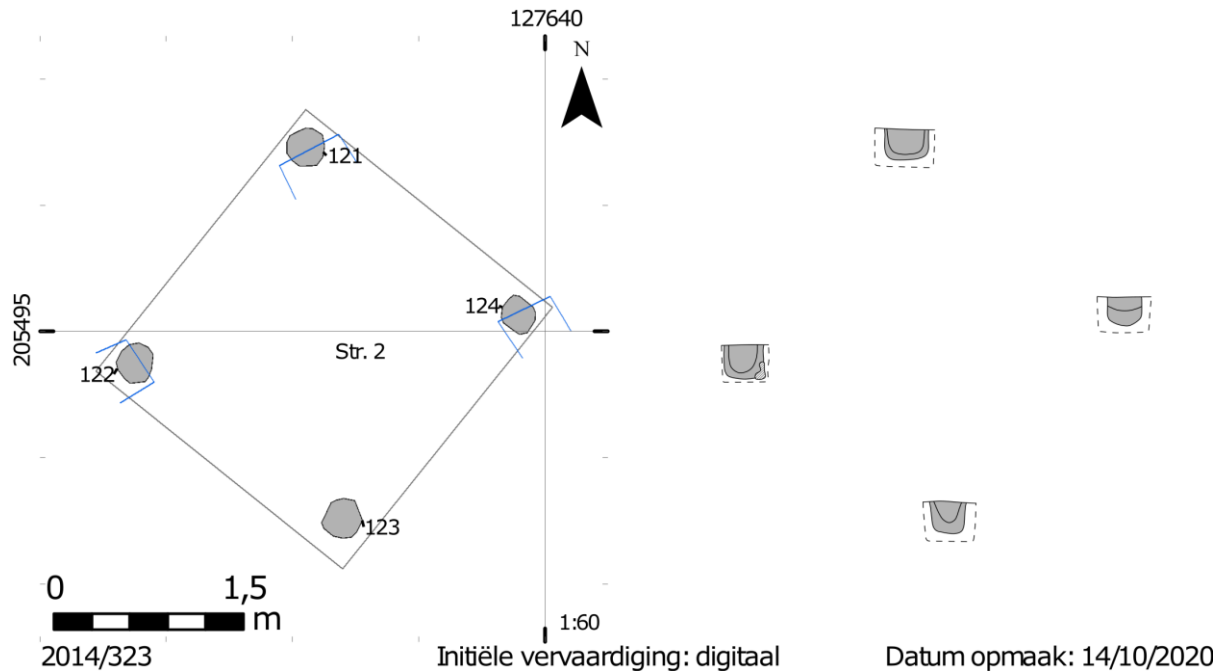 127640
N
121
124
205495
Str. 2
122
123
0 1,5
m
1:60
2014/323 Initiële vervaardiging: digitaal Datum opmaak: 14/10/2020